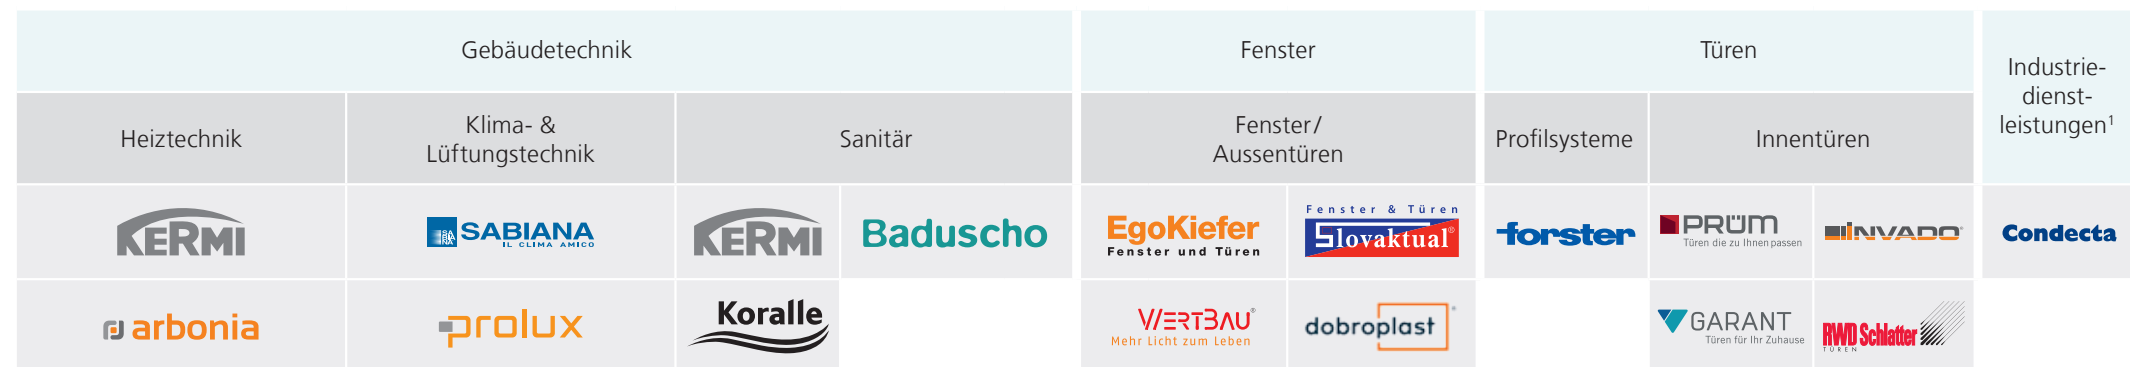 Gebäudetechnik
Fenster
Türen
Industrie-
dienst-
leistungen¹
Heiztechnik
Klima- &
Lüftungstechnik
Sanitär
Fenster/
Aussentüren
Profilsysteme
Innentüren
KERMI
SABIANA
IL CLIMA AMICO
KERMI
Baduscho
EgoKiefer
Fenster und Türen
Fenster & Türen
Slovaktual®
forster
PRÜM
Türen die zu Ihnen passen
INVADO®
Condecta
arbonia
prolux
Koralle
WERTBAU®
Mehr Licht zum Leben
dobroplast®
GARANT
Türen für Ihr Zuhause
RWD Schlatter
TÜREN